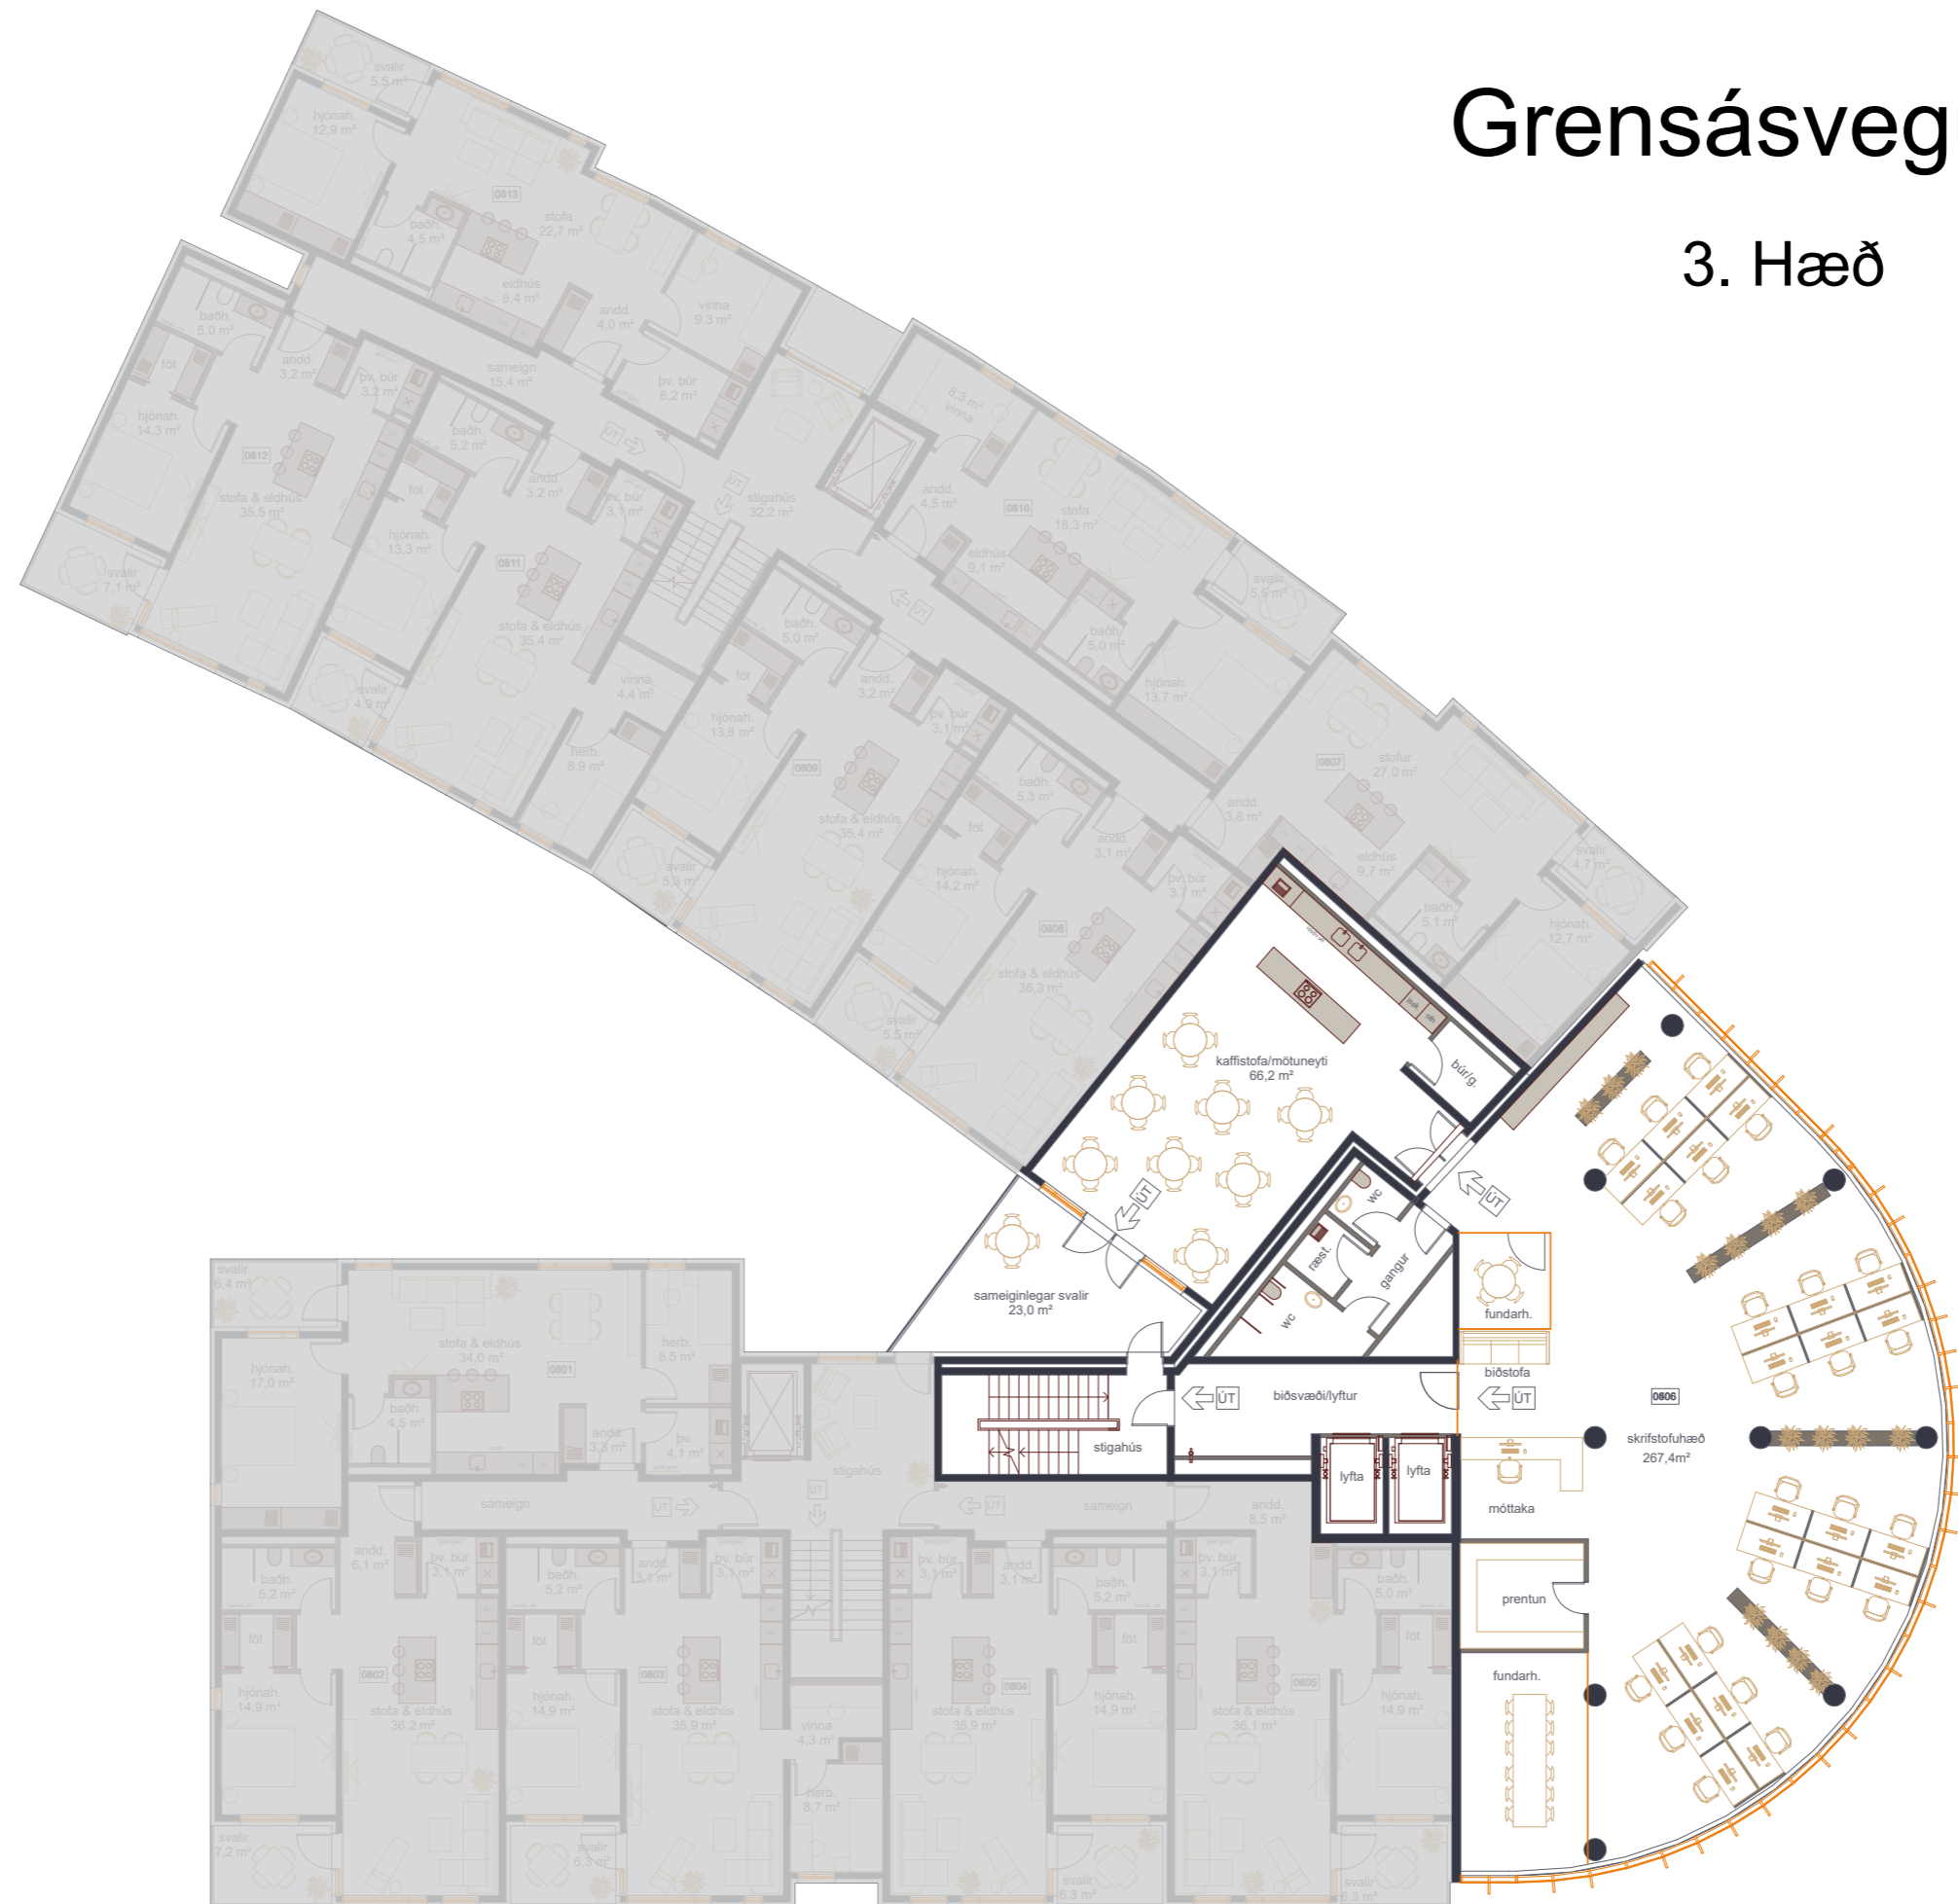 Grensásveg
3. Hæð
svalir
5,5 m²
hjónah.
12,9 m²
0813
stofa
22,7 m²
baðh.
4,5 m²
eldhús
8,4 m²
andd.
4,0 m²
vinna
9,3 m²
þv. búr
6,2 m²
sameign
15,4 m²
baðh.
5,0 m²
föt
andd.
3,2 m²
þv. búr
3,2 m²
hjónah.
14,3 m²
0812
stofa & eldhús
35,5 m²
svalir
7,1 m²
baðh.
5,2 m²
föt
andd.
3,2 m²
þv. búr
3,1 m²
hjónah.
13,3 m²
0811
stofa & eldhús
35,4 m²
svalir
4,9 m²
vinna
4,4 m²
herb.
8,9 m²
ÚT
ÚT
stigahús
32,2 m²
8,3 m²
vinna
andd.
4,5 m²
0810
stofa
18,3 m²
eldhús
9,1 m²
svalir
5,5 m²
baðh.
5,0 m²
hjónah.
13,7 m²
ÚT
baðh.
5,0 m²
föt
andd.
3,2 m²
þv. búr
3,1 m²
hjónah.
13,8 m²
0809
stofa & eldhús
35,4 m²
svalir
5,3 m²
baðh.
5,3 m²
föt
andd.
3,1 m²
þv. búr
3,7 m²
hjónah.
14,2 m²
0808
stofa & eldhús
36,3 m²
svalir
5,5 m²
0807
stofur
27,0 m²
andd.
3,8 m²
eldhús
9,7 m²
svalir
4,7 m²
baðh.
5,1 m²
hjónah.
12,7 m²
kaffistofa/mötuneyti
66,2 m²
íssk.
ofn
búr/g.
ÚT
ÚT
wc
ræst.
gangur
wc
sameiginlegar svalir
23,0 m²
fundarh.
biðstofa
biðsvæði/lyftur
ÚT
ÚT
stigahús
lyfta
lyfta
0806
skrifstofuhæð
267,4m²
móttaka
prentun
fundarh.
svalir
6,4 m²
stofa & eldhús
34,0 m²
0801
herb.
8,5 m²
hjónah.
17,0 m²
baðh.
4,5 m²
andd.
3,3 m²
þv.
4,1 m²
stigahús
sameign
ÚT
ÚT
ÚT
sameign
andd.
8,5 m²
andd.
6,1 m²
þv. búr
3,1 m²
baðh.
5,2 m²
föt
0802
hjónah.
14,9 m²
stofa & eldhús
36,2 m²
svalir
7,2 m²
baðh.
5,2 m²
andd.
3,1 m²
þv. búr
3,1 m²
föt
0803
hjónah.
14,9 m²
stofa & eldhús
35,9 m²
svalir
6,3 m²
vinna
4,3 m²
herb.
8,7 m²
þv. búr
3,1 m²
andd.
3,1 m²
baðh.
5,2 m²
föt
0804
stofa & eldhús
35,9 m²
hjónah.
14,9 m²
svalir
6,3 m²
þv. búr
3,1 m²
baðh.
5,0 m²
föt
0805
stofa & eldhús
36,1 m²
hjónah.
14,9 m²
svalir
6,3 m²